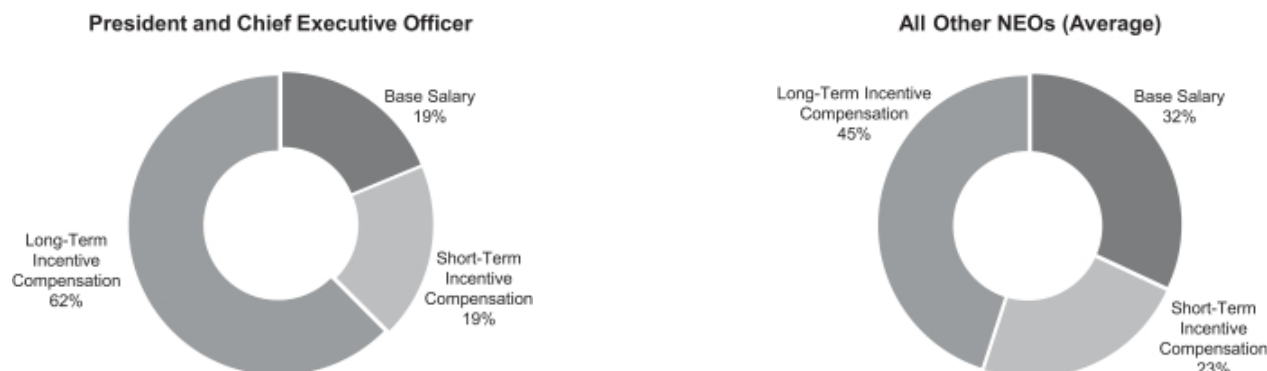 President and Chief Executive Officer
Base Salary
19%
Short-Term
Incentive
Compensation
19%
Long-Term
Incentive
Compensation
62%
All Other NEOs (Average)
Long-Term Incentive
Compensation
45%
Base Salary
32%
Short-Term
Incentive
Compensation
23%